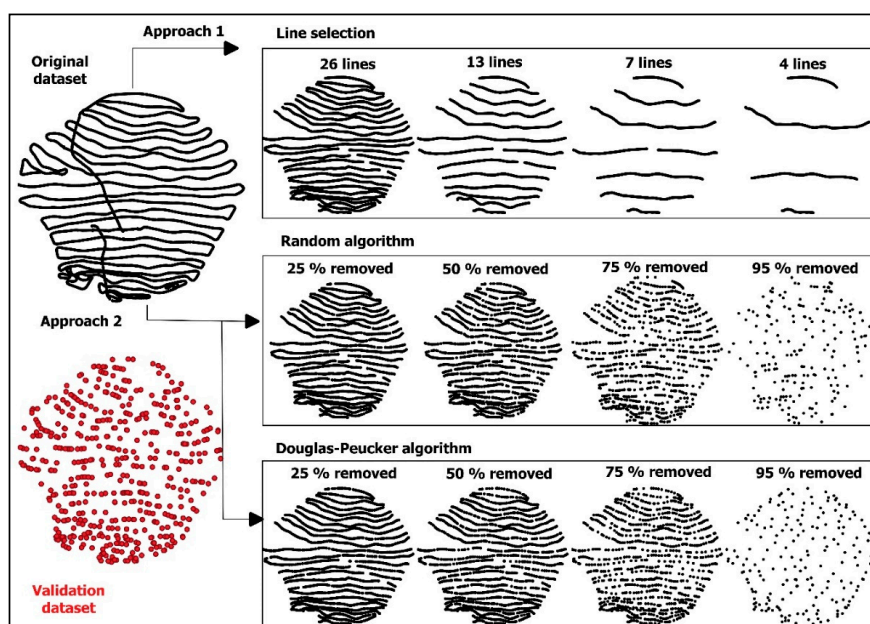 Approach 1
Original
dataset
Line selection
26 lines 13 lines 7 lines 4 lines
Random algorithm
25 % removed 50 % removed 75 % removed 95 % removed
Approach 2
Douglas-Peucker algorithm
25 % removed 50 % removed 75 % removed 95 % removed
Validation
dataset